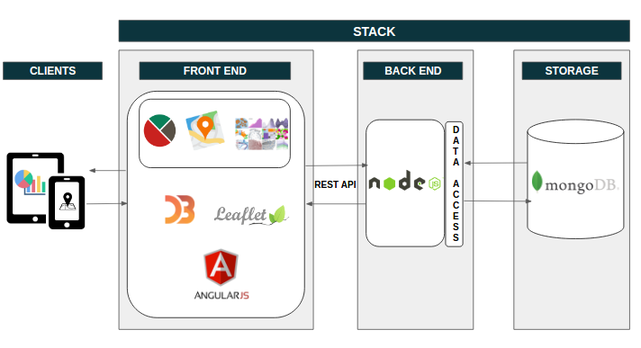 STACK
CLIENTS
FRONT END
BACK END
STORAGE
DATA ACCESS
REST API
node
JS
mongoDB
D3
Leaflet
A
ANGULARJS